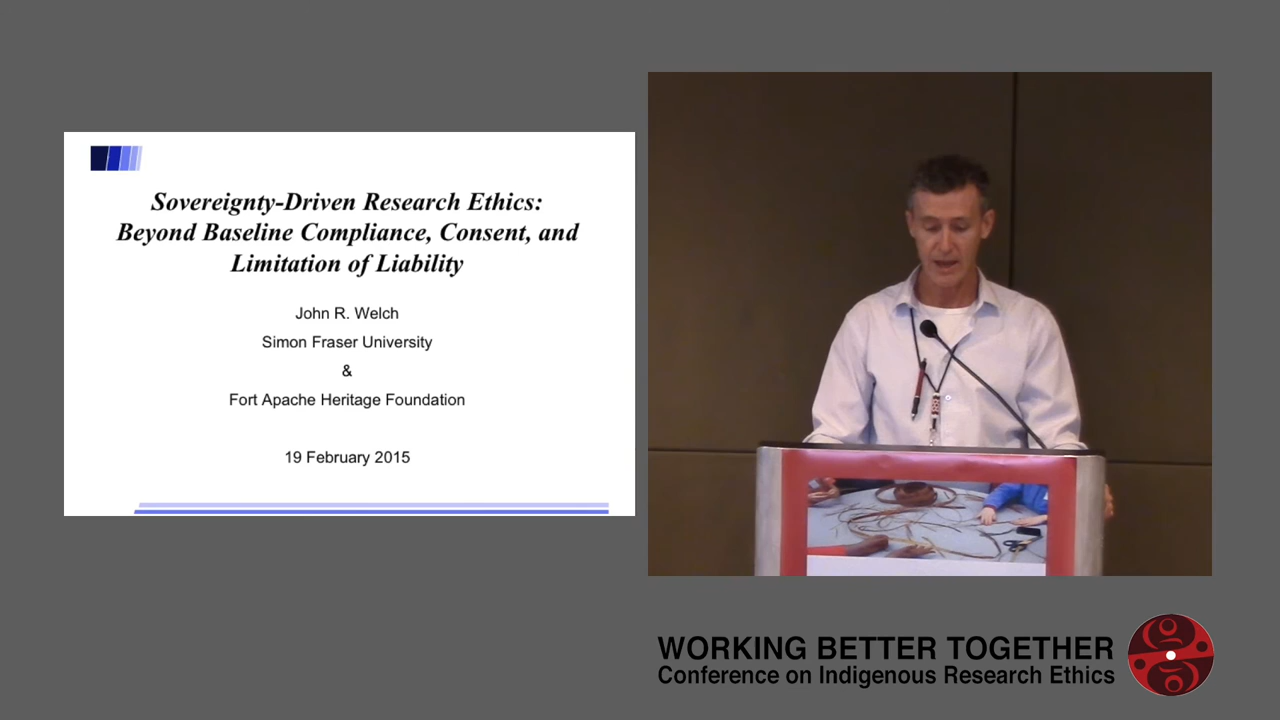 Sovereignty-Driven Research Ethics:
Beyond Baseline Compliance, Consent, and
Limitation of Liability
John R. Welch
Simon Fraser University
&
Fort Apache Heritage Foundation
19 February 2015
WORKING BETTER TOGETHER
Conference on Indigenous Research Ethics